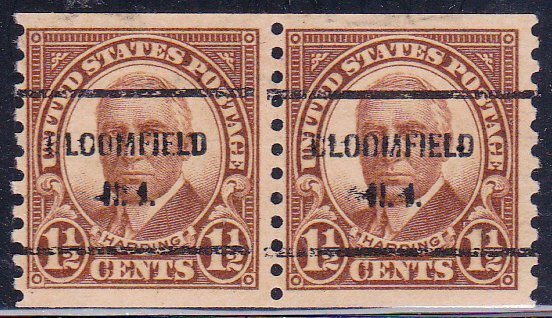 UNITED STATES POSTAGE
BLOOMFIELD
HARDING
1½ CENTS 1½
UNITED STATES POSTAGE
BLOOMFIELD
HARDING
1½ CENTS 1½